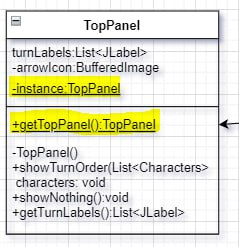 TopPanel
turnLabels:List<JLabel>
-arrowIcon:BufferedImage
-instance:TopPanel
+getTopPanel():TopPanel
-TopPanel()
+showTurnOrder(List<Characters>
characters: void
+showNothing():void
+getTurnLabels():List<JLabel>